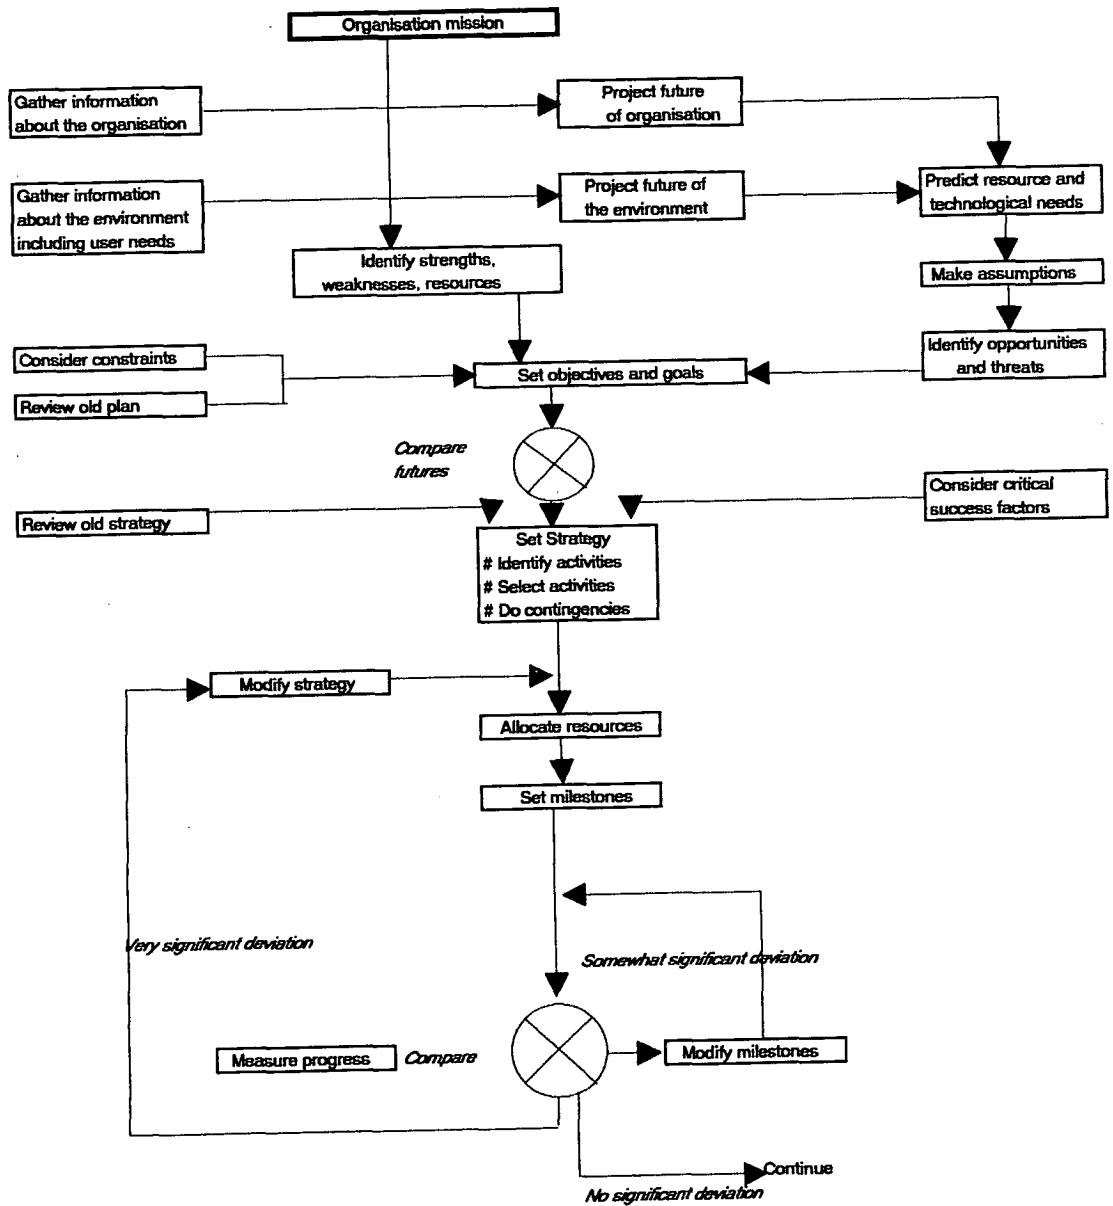 Organisation mission
Gather information
about the organisation
Project future
of organisation
Gather information
about the environment
including user needs
Project future of
the environment
Predict resource and
technological needs
Identify strengths,
weaknesses, resources
Make assumptions
Consider constraints
Set objectives and goals
Identify opportunities
and threats
Review old plan
Compare
futures
Consider critical
success factors
Review old strategy
Set Strategy
# Identify activities
# Select activities
# Do contingencies
Modify strategy
Allocate resources
Set milestones
Very significant deviation
Somewhat significant deviation
Measure progress
Compare
Modify milestones
Continue
No significant deviation